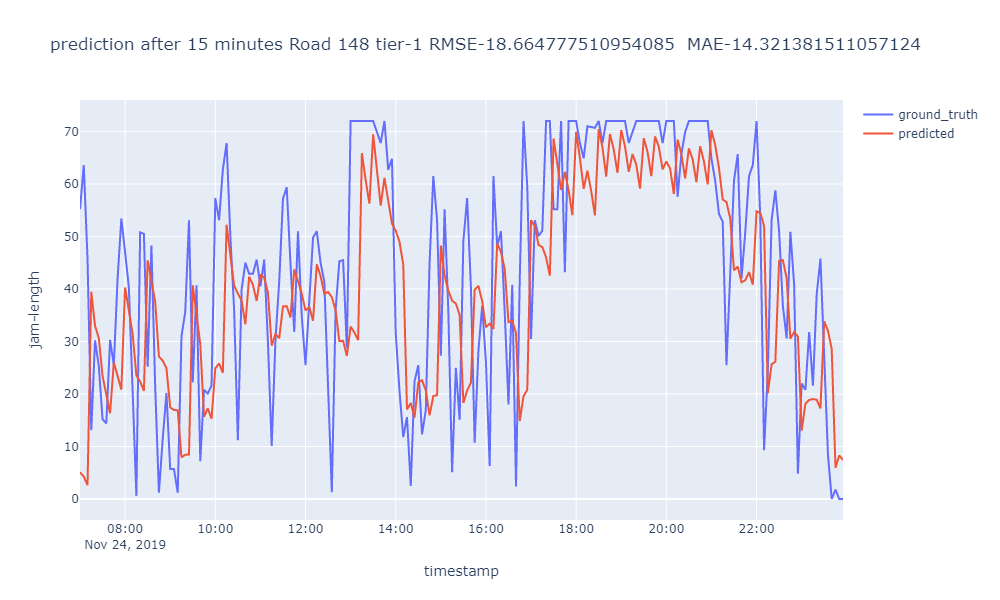 prediction after 15 minutes Road 148 tier-1 RMSE-18.664777510954085  MAE-14.321381511057124
ground_truth
predicted
70
60
50
40
30
20
10
0
jam-length
08:00 10:00 12:00 14:00 16:00 18:00 20:00 22:00
Nov 24, 2019
timestamp